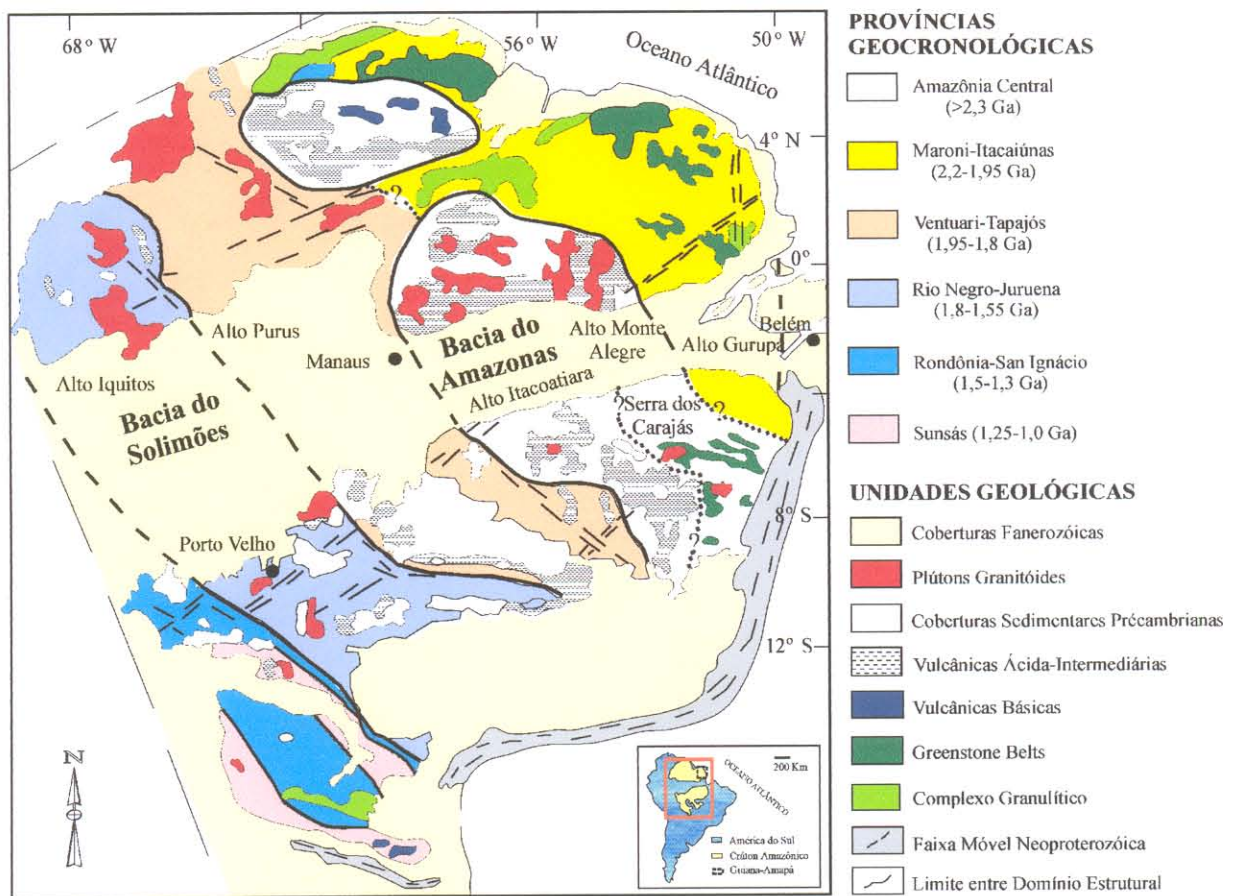 68° W
56° W
50° W
Oceano Atlântico
4° N
?
0°
Alto Purus
Manaus
Bacia do
Amazonas
Alto Monte
Alegre
Alto Gurupá
Belém
Alto Iquitos
Alto Itacoatiara
Bacia do
Solimões
?
Serra dos
Carajás
?
8° S
Porto Velho
?
12° S
N
200 Km
OCEANO ATLÂNTICO
América do Sul
Cráton Amazônico
Guiana-Amapá
PROVÍNCIAS
GEOCRONOLÓGICAS
Amazônia Central
(>2,3 Ga)
Maroni-Itacaiúnas
(2,2-1,95 Ga)
Ventuari-Tapajós
(1,95-1,8 Ga)
Rio Negro-Juruena
(1,8-1,55 Ga)
Rondônia-San Ignácio
(1,5-1,3 Ga)
Sunsás (1,25-1,0 Ga)
UNIDADES GEOLÓGICAS
Coberturas Fanerozóicas
Plútons Granitóides
Coberturas Sedimentares Précambrianas
Vulcânicas Ácida-Intermediárias
Vulcânicas Básicas
Greenstone Belts
Complexo Granulítico
Faixa Móvel Neoproterozóica
Limite entre Domínio Estrutural